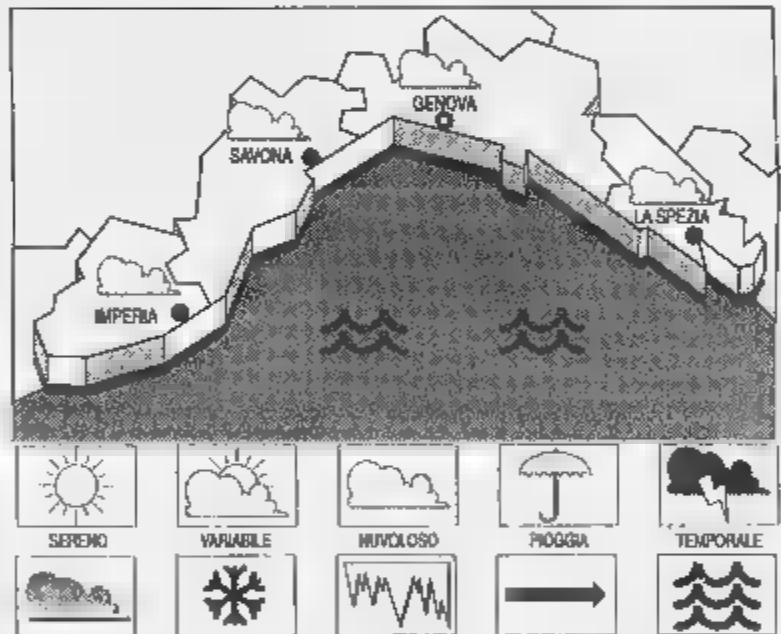 GENOVA
SAVONA
LA SPEZIA
IMPERIA
SERENO VARIABILE NUVOLOSO PIOGGIA TEMPORALE